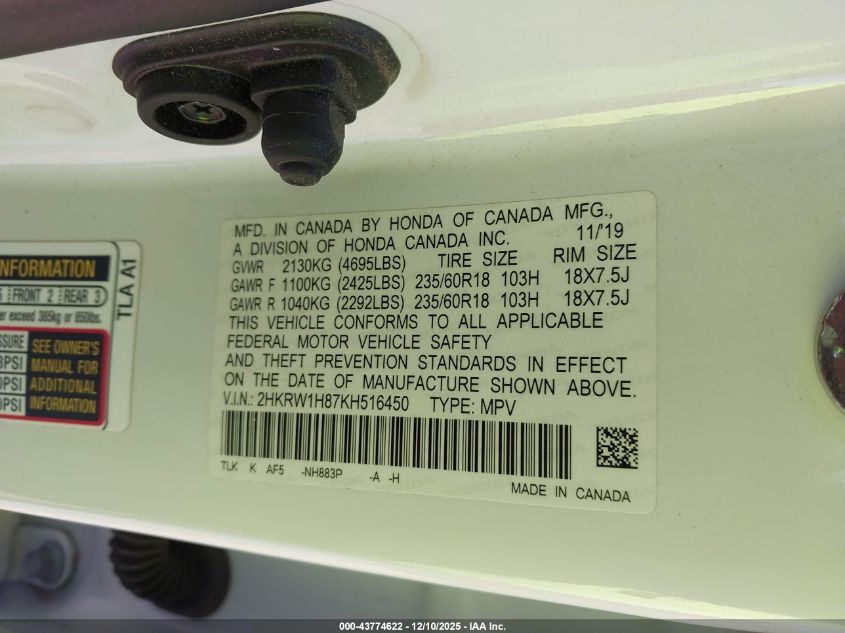 MFD. IN CANADA BY HONDA OF CANADA MFG.,
A DIVISION OF HONDA CANADA INC. 11/'19
GVWR 2130KG (4695LBS) TIRE SIZE RIM SIZE
GAWR F 1100KG (2425LBS) 235/60R18 103H 18X7.5J
GAWR R 1040KG (2292LBS) 235/60R18 103H 18X7.5J
THIS VEHICLE CONFORMS TO ALL APPLICABLE
FEDERAL MOTOR VEHICLE SAFETY
AND THEFT PREVENTION STANDARDS IN EFFECT
ON THE DATE OF MANUFACTURE SHOWN ABOVE.
V.I.N.: 2HKRW1H87KH516450 TYPE: MPV
TLK K AF5 -NH883P -A -H
MADE IN CANADA
INFORMATION
FRONT 2 REAR 3
exceed 385kg or 850lbs.
TLA A1
SEE OWNER'S
MANUAL FOR
ADDITIONAL
INFORMATION
000-43774622 - 12/10/2025 - IAA Inc.